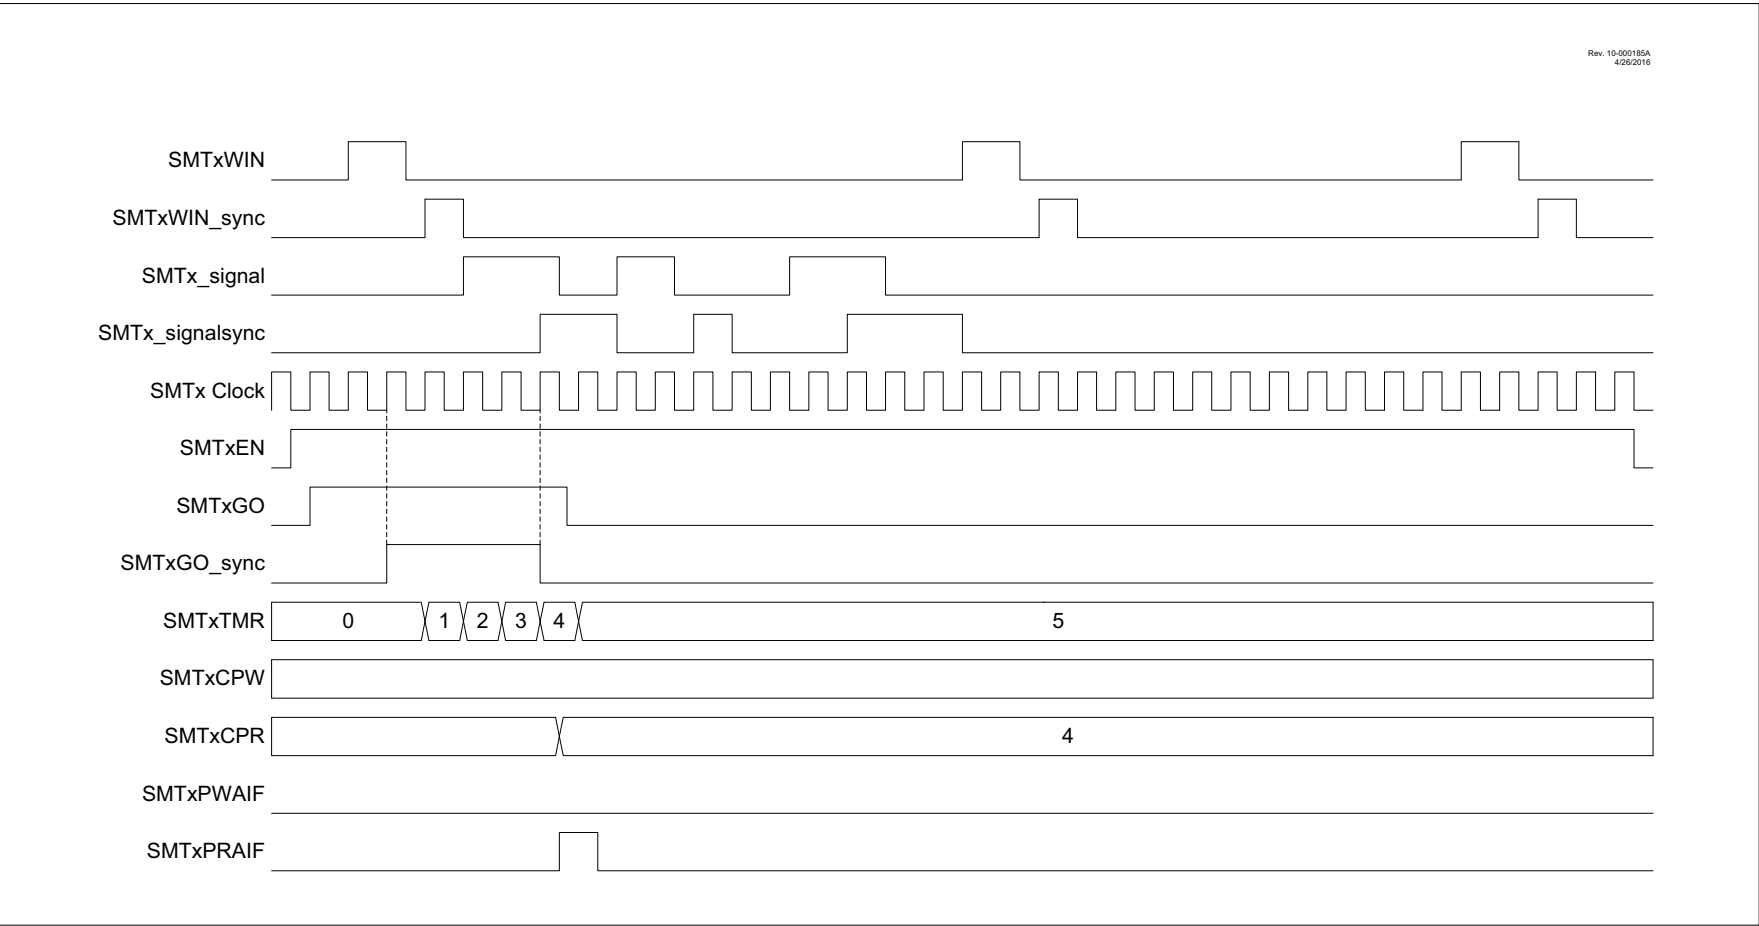 Rev. 10-000185A
4/26/2016
SMTxWIN
SMTxWIN_sync
SMTx_signal
SMTx_signalsync
SMTx Clock
SMTxEN
SMTxGO
SMTxGO_sync
SMTxTMR 0 1 2 3 4 5
SMTxCPW
SMTxCPR 4
SMTxPWAIF
SMTxPRAIF